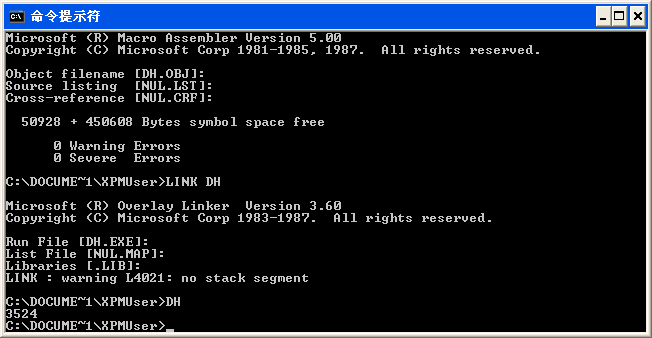 命令提示符
Microsoft (R) Macro Assembler Version 5.00
Copyright (C) Microsoft Corp 1981-1985, 1987.  All rights reserved.
Object filename [DH.OBJ]:
Source listing  [NUL.LST]:
Cross-reference [NUL.CRF]:
50928 + 450608 Bytes symbol space free
0 Warning Errors
0 Severe  Errors
C:\DOCUME~1\XPMUser>LINK DH
Microsoft (R) Overlay Linker  Version 3.60
Copyright (C) Microsoft Corp 1983-1987.  All rights reserved.
Run File [DH.EXE]:
List File [NUL.MAP]:
Libraries [.LIB]:
LINK : warning L4021: no stack segment
C:\DOCUME~1\XPMUser>DH
3524
C:\DOCUME~1\XPMUser>_